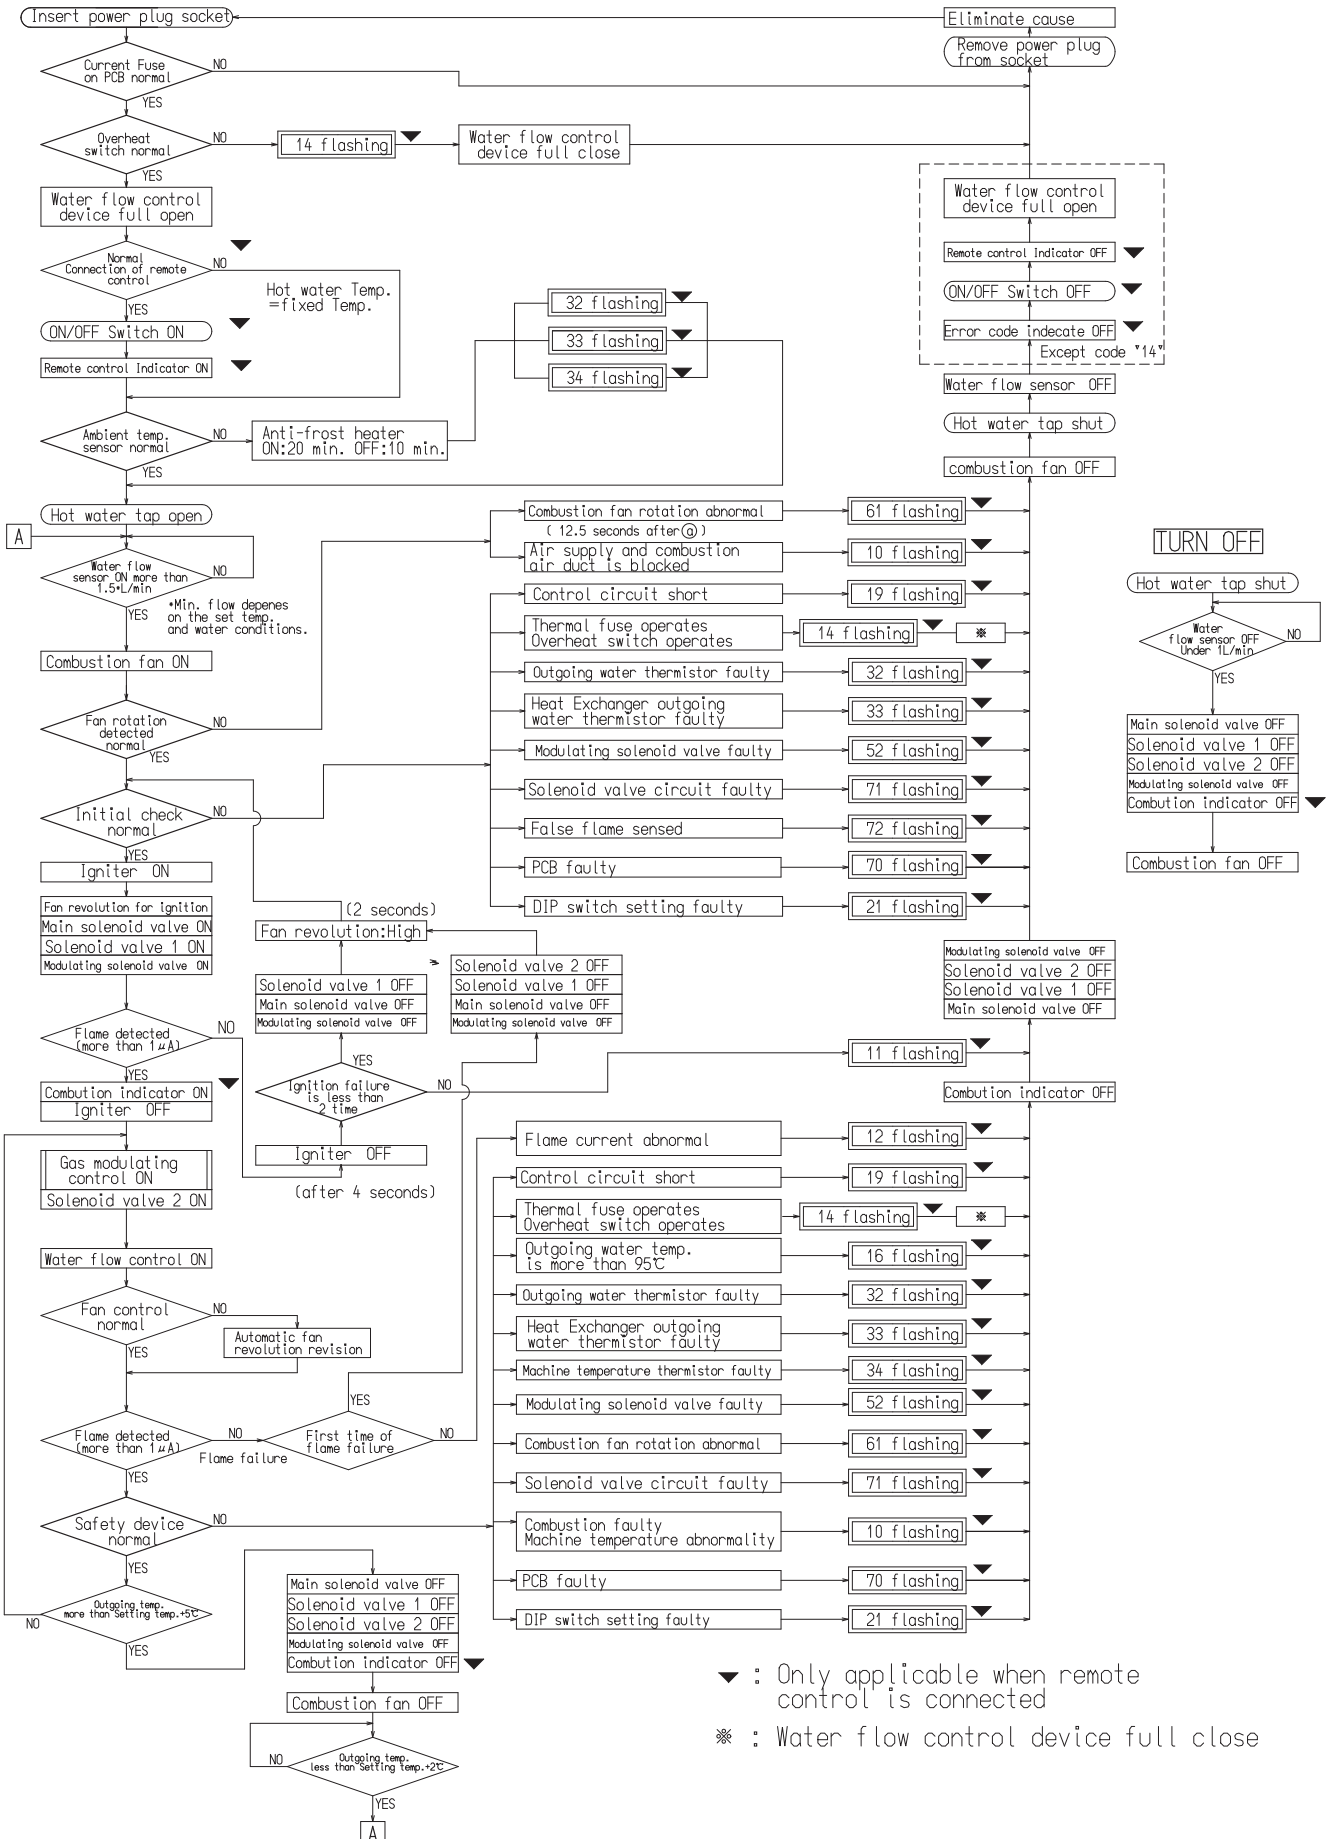 Insert power plug socket
Eliminate cause
Remove power plug
from socket
Current Fuse
on PCB normal
NO
YES
Overheat
switch normal
NO
14 flashing
Water flow control
device full close
YES
Water flow control
device full open
Normal
Connection of remote
control
NO
YES
Hot water Temp.
=fixed Temp.
ON/OFF Switch ON
Remote control Indicator ON
32 flashing
33 flashing
34 flashing
Ambient temp.
sensor normal
NO
Anti-frost heater
ON:20 min. OFF:10 min.
YES
Water flow control
device full open
Remote control Indicator OFF
ON/OFF Switch OFF
Error code indecate OFF
Except code "14"
Water flow sensor OFF
Hot water tap shut
combustion fan OFF
Hot water tap open
A
Water flow
sensor ON more than
1.5*L/min
NO
YES
*Min. flow depenes
on the set temp.
and water conditions.
Combustion fan ON
Fan rotation
detected
normal
NO
YES
Initial check
normal
NO
YES
Combustion fan rotation abnormal
61 flashing
( 12.5 seconds after ⓐ )
Air supply and combustion
air duct is blocked
10 flashing
Control circuit short
19 flashing
Thermal fuse operates
Overheat switch operates
14 flashing
※
Outgoing water thermistor faulty
32 flashing
Heat Exchanger outgoing
water thermistor faulty
33 flashing
Modulating solenoid valve faulty
52 flashing
Solenoid valve circuit faulty
71 flashing
False flame sensed
72 flashing
PCB faulty
70 flashing
DIP switch setting faulty
21 flashing
TURN OFF
Hot water tap shut
Water
flow sensor OFF
Under 1L/min
NO
YES
Main solenoid valve OFF
Solenoid valve 1 OFF
Solenoid valve 2 OFF
Modulating solenoid valve OFF
Combution indicator OFF
Combustion fan OFF
Igniter ON
Fan revolution for ignition
Main solenoid valve ON
Solenoid valve 1 ON
Modulating solenoid valve ON
(2 seconds)
Fan revolution:High
Solenoid valve 1 OFF
Main solenoid valve OFF
Modulating solenoid valve OFF
Solenoid valve 2 OFF
Solenoid valve 1 OFF
Main solenoid valve OFF
Modulating solenoid valve OFF
Modulating solenoid valve OFF
Solenoid valve 2 OFF
Solenoid valve 1 OFF
Main solenoid valve OFF
Flame detected
(more than 1μA)
NO
YES
YES
Ignition failure
is less than
2 time
NO
11 flashing
Combution indicator OFF
Combution indicator ON
Igniter OFF
Igniter OFF
(after 4 seconds)
Gas modulating
control ON
Solenoid valve 2 ON
Water flow control ON
Fan control
normal
NO
YES
Automatic fan
revolution revision
Flame detected
(more than 1μA)
NO
Flame failure
YES
YES
First time of
flame failure
NO
Safety device
normal
NO
YES
Flame current abnormal
12 flashing
Control circuit short
19 flashing
Thermal fuse operates
Overheat switch operates
14 flashing
※
Outgoing water temp.
is more than 95℃
16 flashing
Outgoing water thermistor faulty
32 flashing
Heat Exchanger outgoing
water thermistor faulty
33 flashing
Machine temperature thermistor faulty
34 flashing
Modulating solenoid valve faulty
52 flashing
Combustion fan rotation abnormal
61 flashing
Solenoid valve circuit faulty
71 flashing
Combustion faulty
Machine temperature abnormality
10 flashing
PCB faulty
70 flashing
DIP switch setting faulty
21 flashing
Outgoing temp.
more than Setting temp.+5℃
NO
YES
Main solenoid valve OFF
Solenoid valve 1 OFF
Solenoid valve 2 OFF
Modulating solenoid valve OFF
Combution indicator OFF
Combustion fan OFF
Outgoing temp.
less than Setting temp.+2℃
NO
YES
A
▼ : Only applicable when remote
control is connected
※ : Water flow control device full close